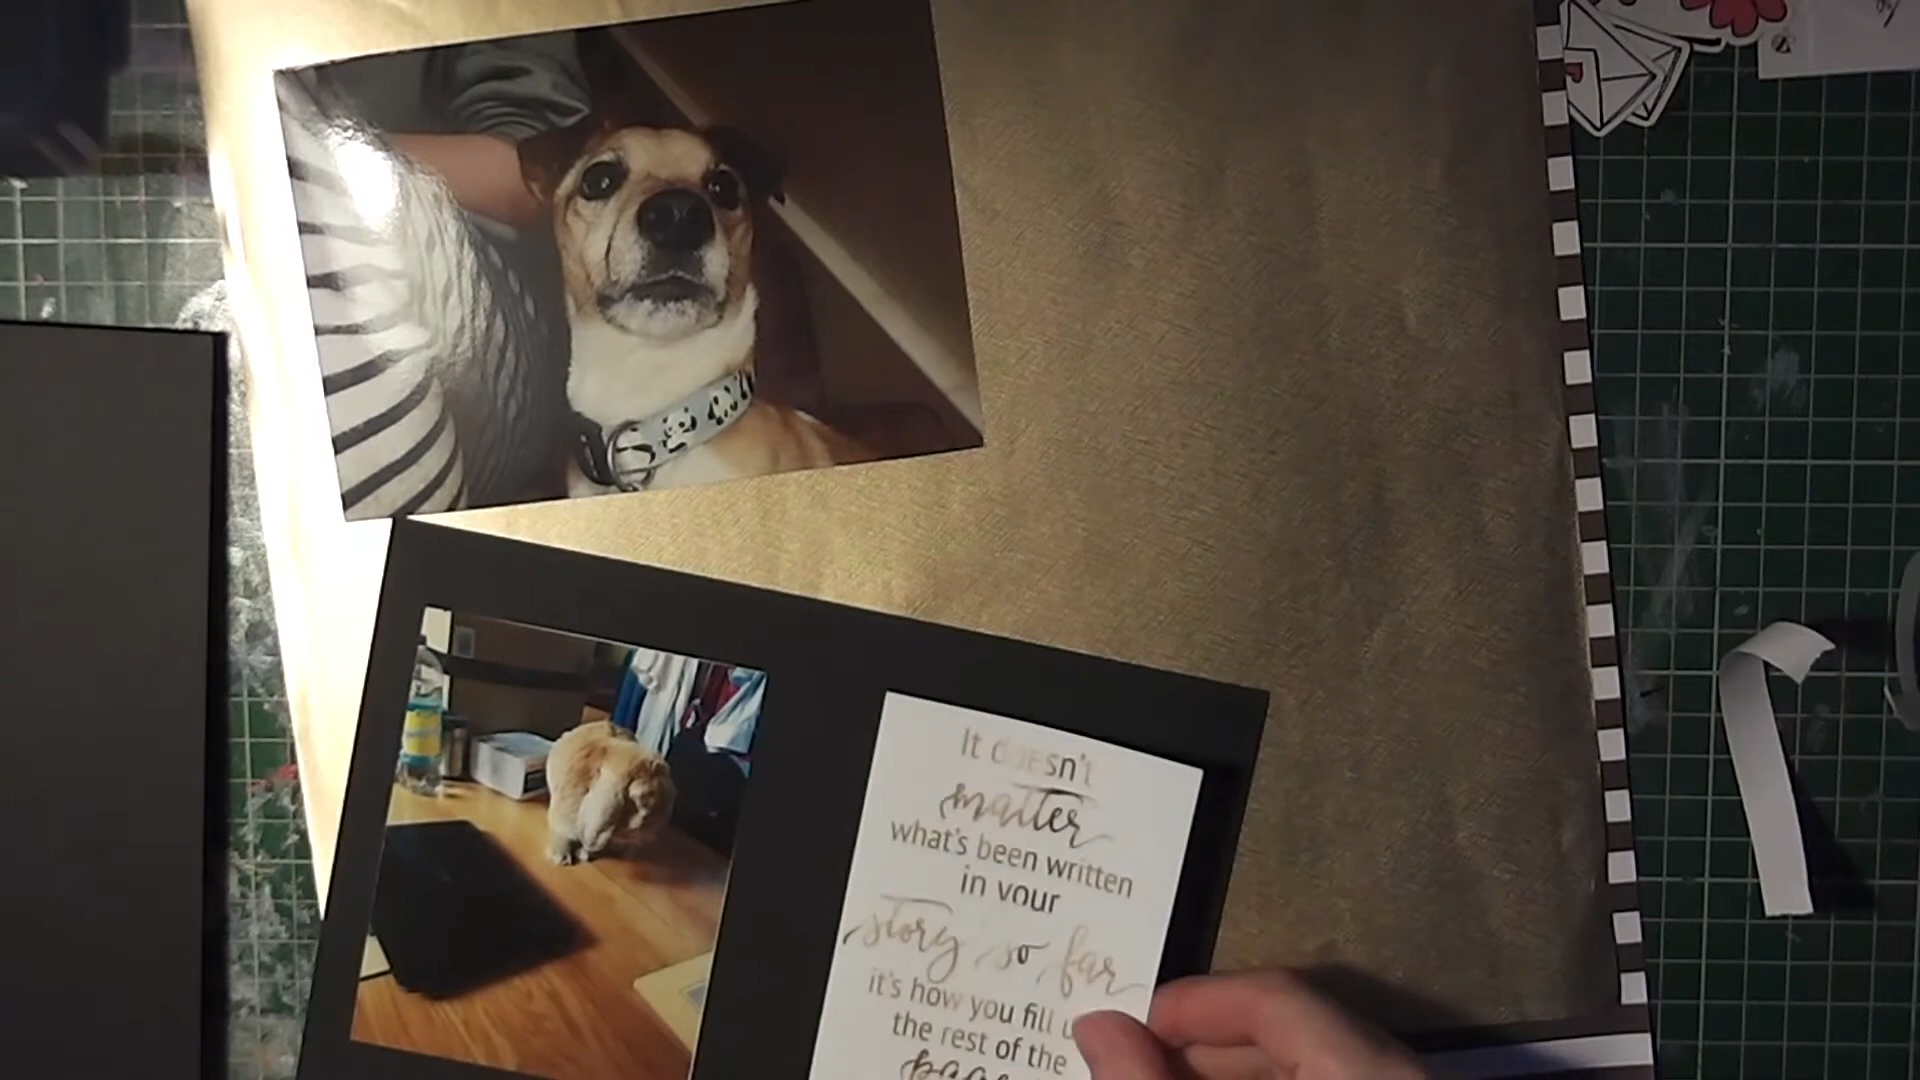 It doesn't
matter
what's been written
in your
story so far
it's how you fill
the rest of the